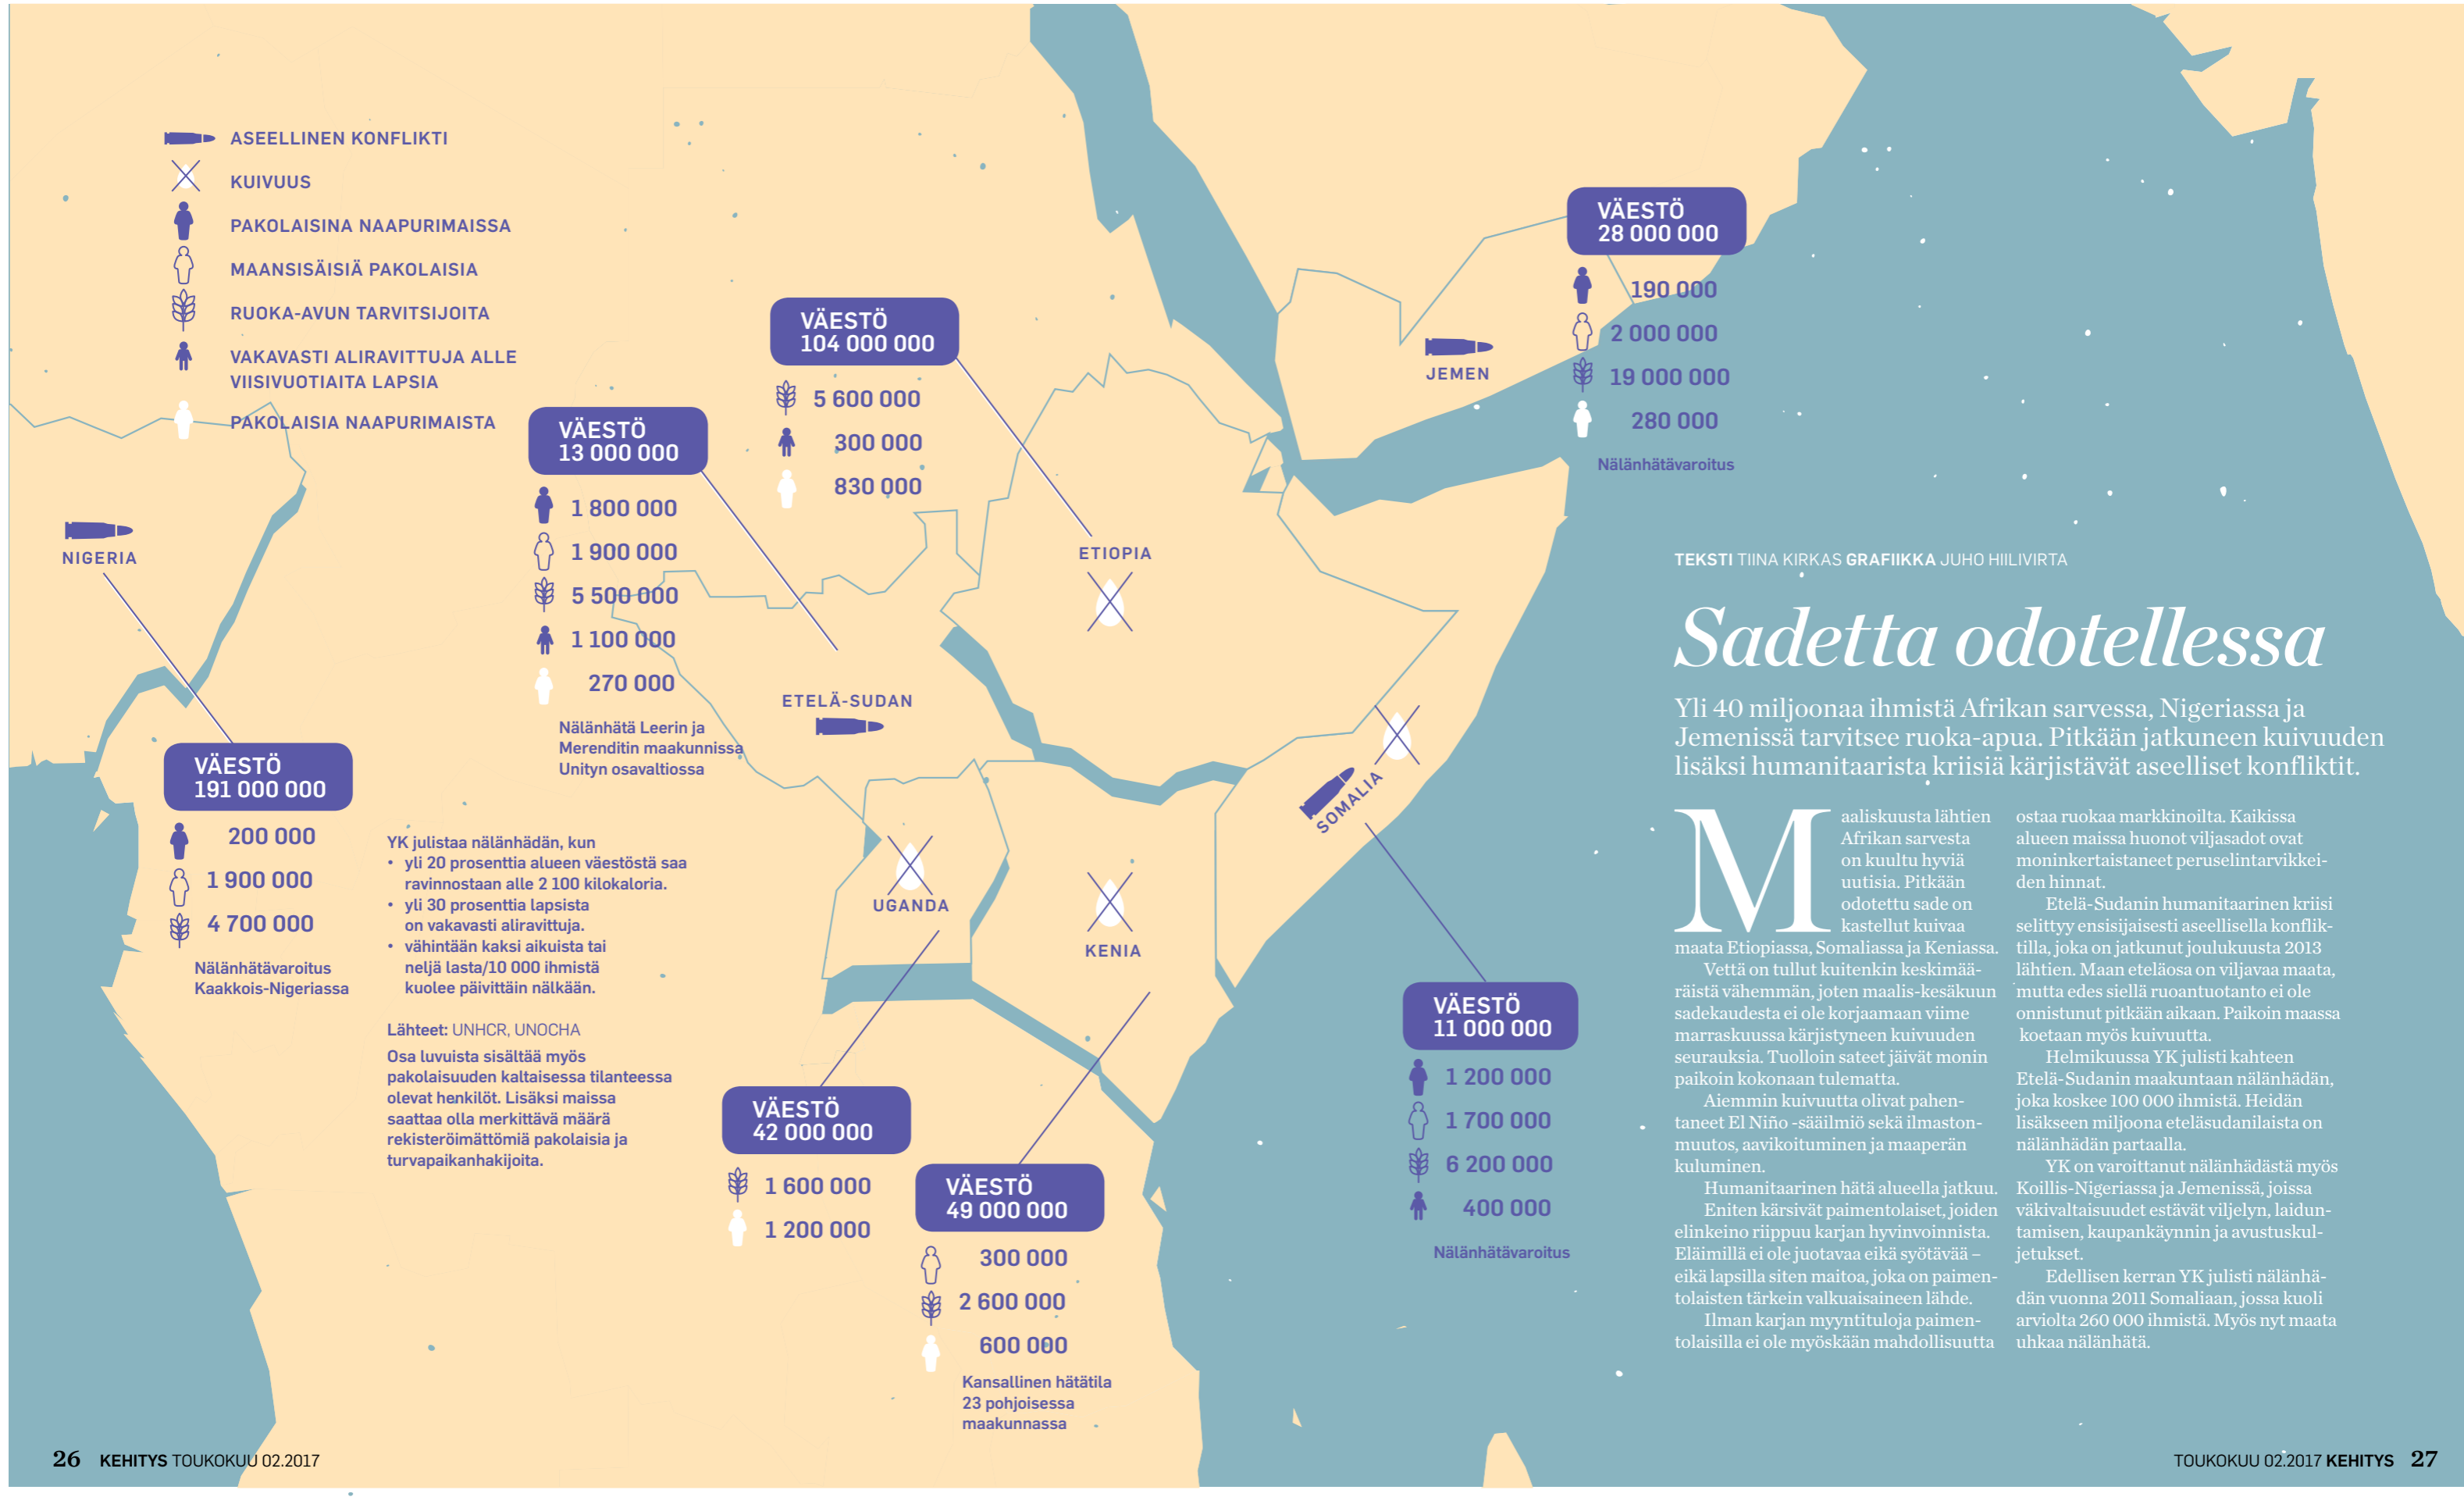 ASEELLINEN KONFLIKTI
KUIVUUS
PAKOLAISINA NAAPURIMAISSA
MAANSISÄISIÄ PAKOLAISIA
RUOKA-AVUN TARVITSIJOITA
VAKAVASTI ALIRAVITTUJA ALLE
VIISIVUOTIAITA LAPSIA
PAKOLAISIA NAAPURIMAISTA
NIGERIA
VÄESTÖ
191 000 000
200 000
1 900 000
4 700 000
Nälänhätävaroitus
Kaakkois-Nigeriassa
VÄESTÖ
13 000 000
1 800 000
1 900 000
5 500 000
1 100 000
270 000
Nälänhätä Leerin ja
Merenditin maakunnissa
Unityn osavaltiossa
ETELÄ-SUDAN
VÄESTÖ
104 000 000
5 600 000
300 000
830 000
ETIOPIA
VÄESTÖ
28 000 000
190 000
2 000 000
19 000 000
280 000
Nälänhätävaroitus
JEMEN
YK julistaa nälänhädän, kun
• yli 20 prosenttia alueen väestöstä saa
ravinnostaan alle 2 100 kilokaloria.
• yli 30 prosenttia lapsista
on vakavasti aliravittuja.
• vähintään kaksi aikuista tai
neljä lasta/10 000 ihmistä
kuolee päivittäin nälkään.
Lähteet: UNHCR, UNOCHA
Osa luvuista sisältää myös
pakolaisuuden kaltaisessa tilanteessa
olevat henkilöt. Lisäksi maissa
saattaa olla merkittävä määrä
rekisteröimättömiä pakolaisia ja
turvapaikanhakijoita.
UGANDA
VÄESTÖ
42 000 000
1 600 000
1 200 000
KENIA
VÄESTÖ
49 000 000
300 000
2 600 000
600 000
Kansallinen hätätila
23 pohjoisessa
maakunnassa
SOMALIA
VÄESTÖ
11 000 000
1 200 000
1 700 000
6 200 000
400 000
Nälänhätävaroitus
TEKSTI TIINA KIRKAS GRAFIIKKA JUHO HIILIVIRTA
Sadetta odotellessa
Yli 40 miljoonaa ihmistä Afrikan sarvessa, Nigeriassa ja
Jemenissä tarvitsee ruoka-apua. Pitkään jatkuneen kuivuuden
lisäksi humanitaarista kriisiä kärjistävät aseelliset konfliktit.
Maaliskuusta lähtien
Afrikan sarvesta
on kuultu hyviä
uutisia. Pitkään
odotettu sade on
kastellut kuivaa
maata Etiopiassa, Somaliassa ja Keniassa.
Vettä on tullut kuitenkin keskimää-
räistä vähemmän, joten maalis-kesäkuun
sadekaudesta ei ole korjaamaan viime
marraskuussa kärjistyneen kuivuuden
seurauksia. Tuolloin sateet jäivät monin
paikoin kokonaan tulematta.
Aiemmin kuivuutta olivat pahen-
taneet El Niño -sääilmiö sekä ilmaston-
muutos, aavikoituminen ja maaperän
kuluminen.
Humanitaarinen hätä alueella jatkuu.
Eniten kärsivät paimentolaiset, joiden
elinkeino riippuu karjan hyvinvoinnista.
Eläimillä ei ole juotavaa eikä syötävää –
eikä lapsilla siten maitoa, joka on paimen-
tolaisten tärkein valkuaisaineen lähde.
Ilman karjan myyntituloja paimen-
tolaisilla ei ole myöskään mahdollisuutta
ostaa ruokaa markkinoilta. Kaikissa
alueen maissa huonot viljasadot ovat
moninkertaistaneet peruselintarvikkei-
den hinnat.
Etelä-Sudanin humanitaarinen kriisi
selittyy ensisijaisesti aseellisella konflik-
tilla, joka on jatkunut joulukuusta 2013
lähtien. Maan eteläosa on viljavaa maata,
mutta edes siellä ruoantuotanto ei ole
onnistunut pitkään aikaan. Paikoin maassa
koetaan myös kuivuutta.
Helmikuussa YK julisti kahteen
Etelä-Sudanin maakuntaan nälänhädän,
joka koskee 100 000 ihmistä. Heidän
lisäkseen miljoona eteläsudanilaista on
nälänhädän partaalla.
YK on varoittanut nälänhädästä myös
Koillis-Nigeriassa ja Jemenissä, joissa
väkivaltaisuudet estävät viljelyn, laidun-
tamisen, kaupankäynnin ja avustuskul-
jetukset.
Edellisen kerran YK julisti nälänhä-
dän vuonna 2011 Somaliaan, jossa kuoli
arviolta 260 000 ihmistä. Myös nyt maata
uhkaa nälänhätä.
26 KEHITYS TOUKOKUU 02.2017
TOUKOKUU 02.2017 KEHITYS 27